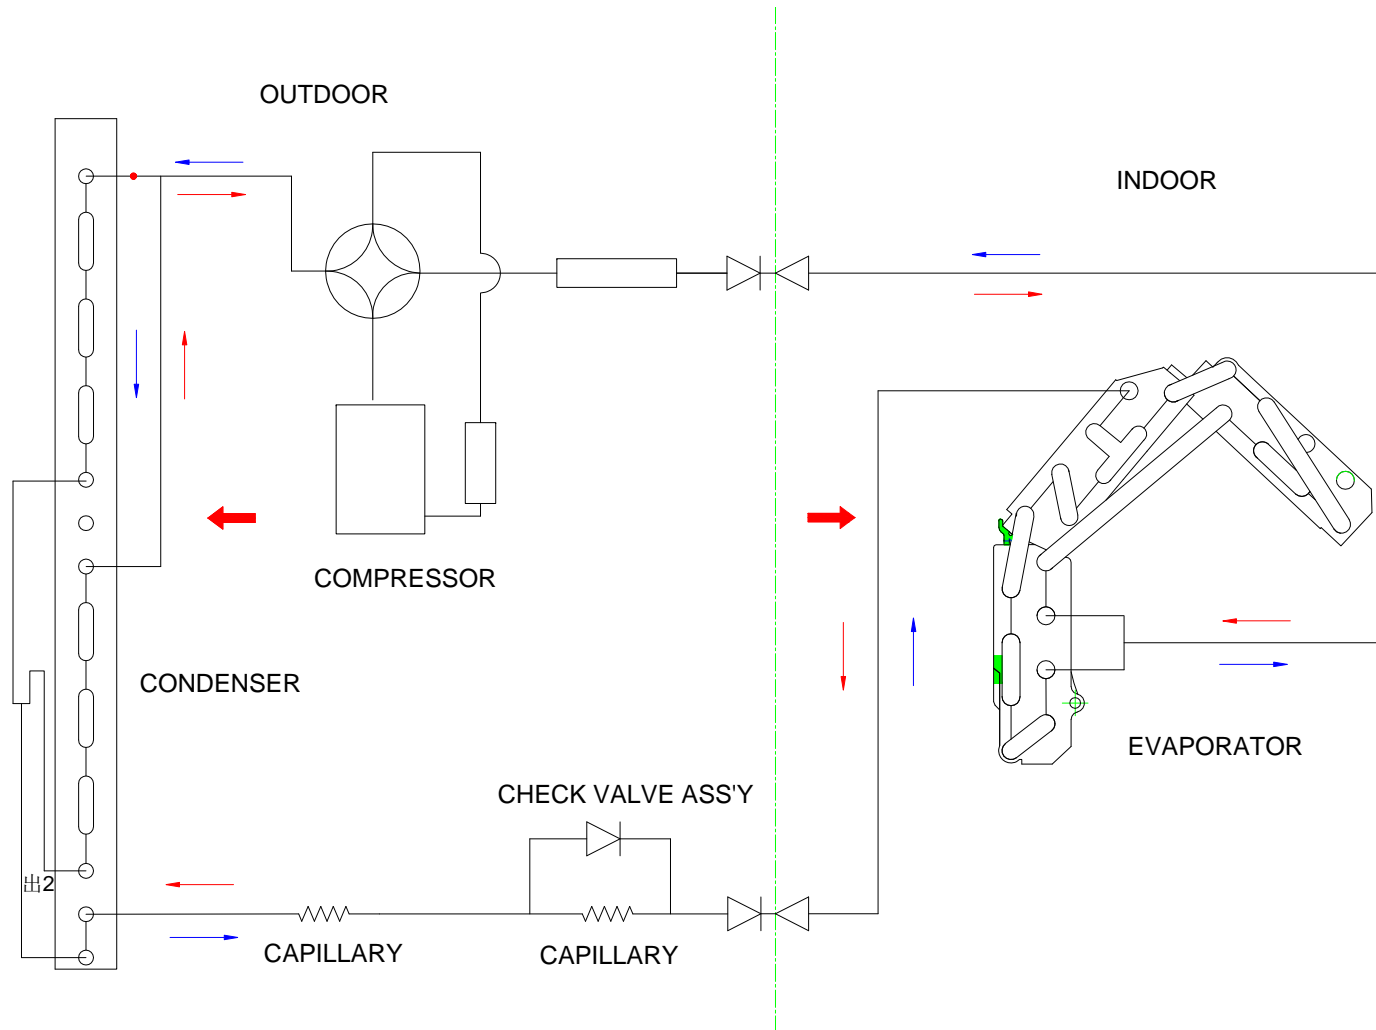 OUTDOOR
INDOOR
COMPRESSOR
CONDENSER
EVAPORATOR
CHECK VALVE ASS'Y
出2
CAPILLARY
CAPILLARY